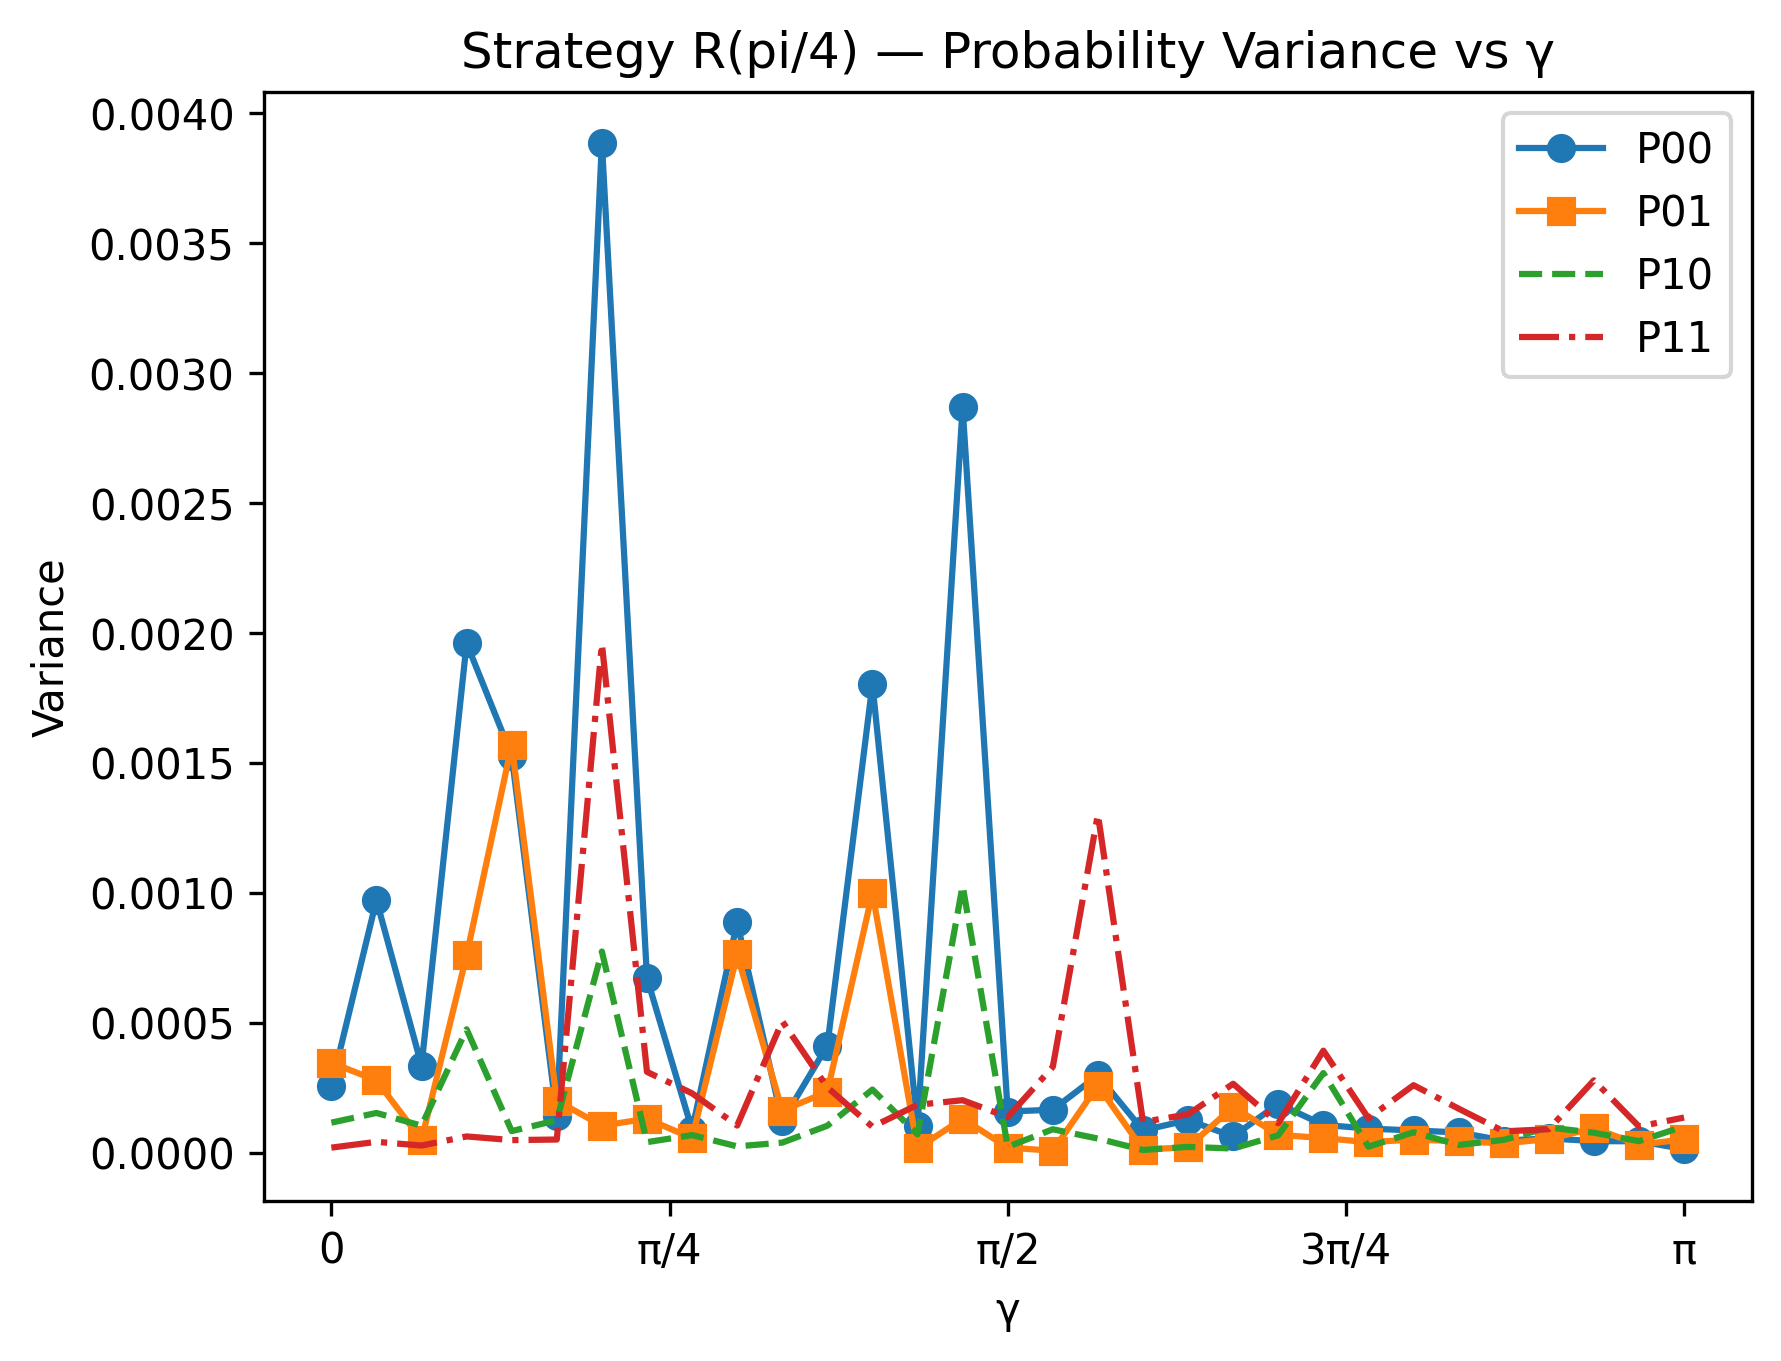 Strategy R(pi/4) — Probability Variance vs γ
0.0040
0.0035
0.0030
0.0025
0.0020
0.0015
0.0010
0.0005
0.0000
Variance
P00
P01
P10
P11
0 π/4 π/2 3π/4 π
γ